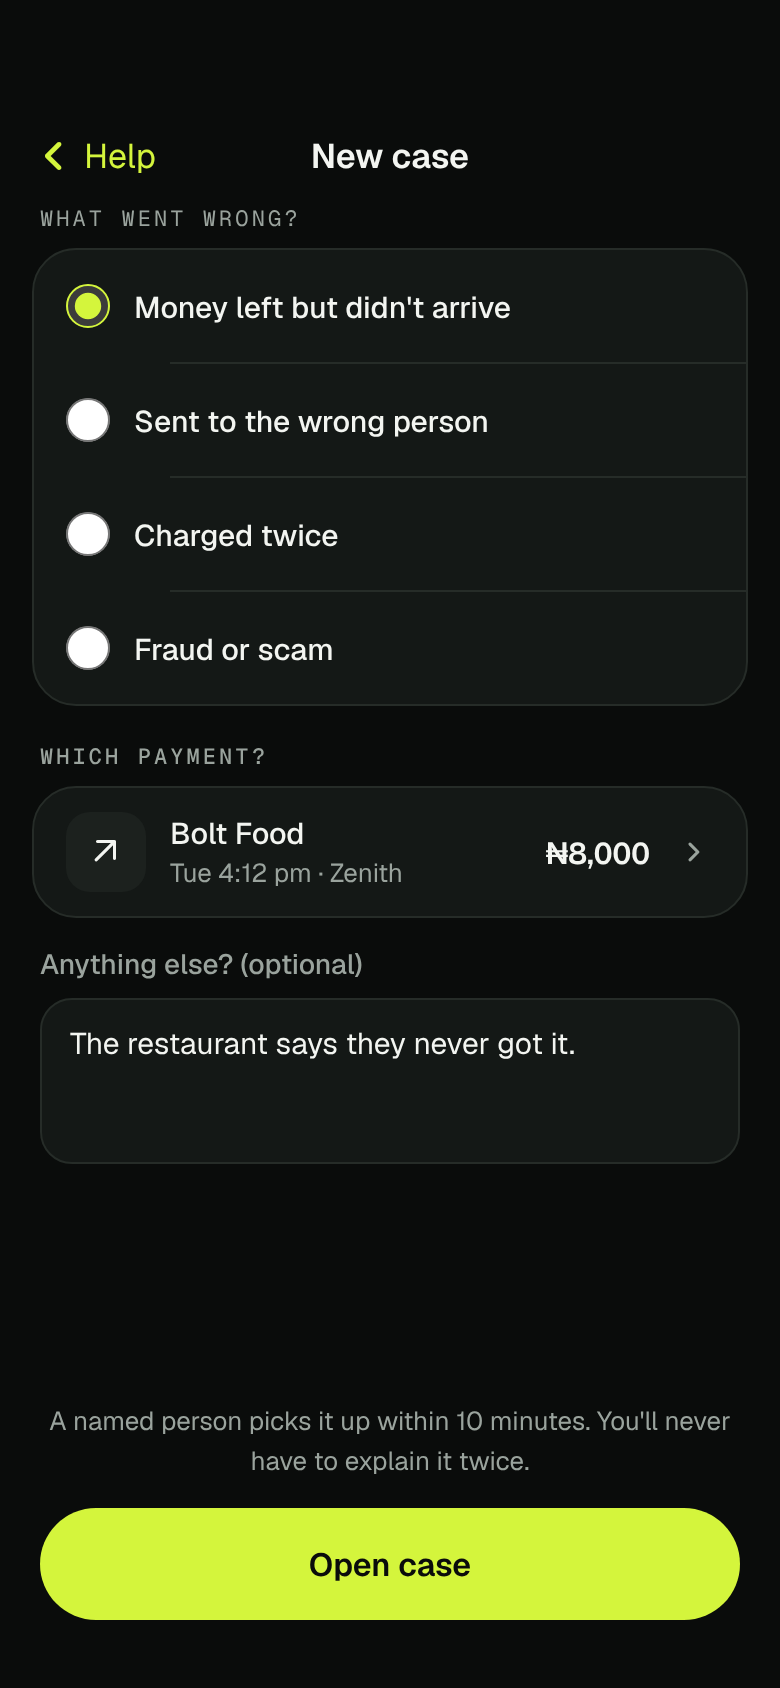 Help
New case
WHAT WENT WRONG?
Money left but didn't arrive
Sent to the wrong person
Charged twice
Fraud or scam
WHICH PAYMENT?
Bolt Food
₦8,000
Tue 4:12 pm · Zenith
Anything else? (optional)
The restaurant says they never got it.
A named person picks it up within 10 minutes. You'll never
have to explain it twice.
Open case